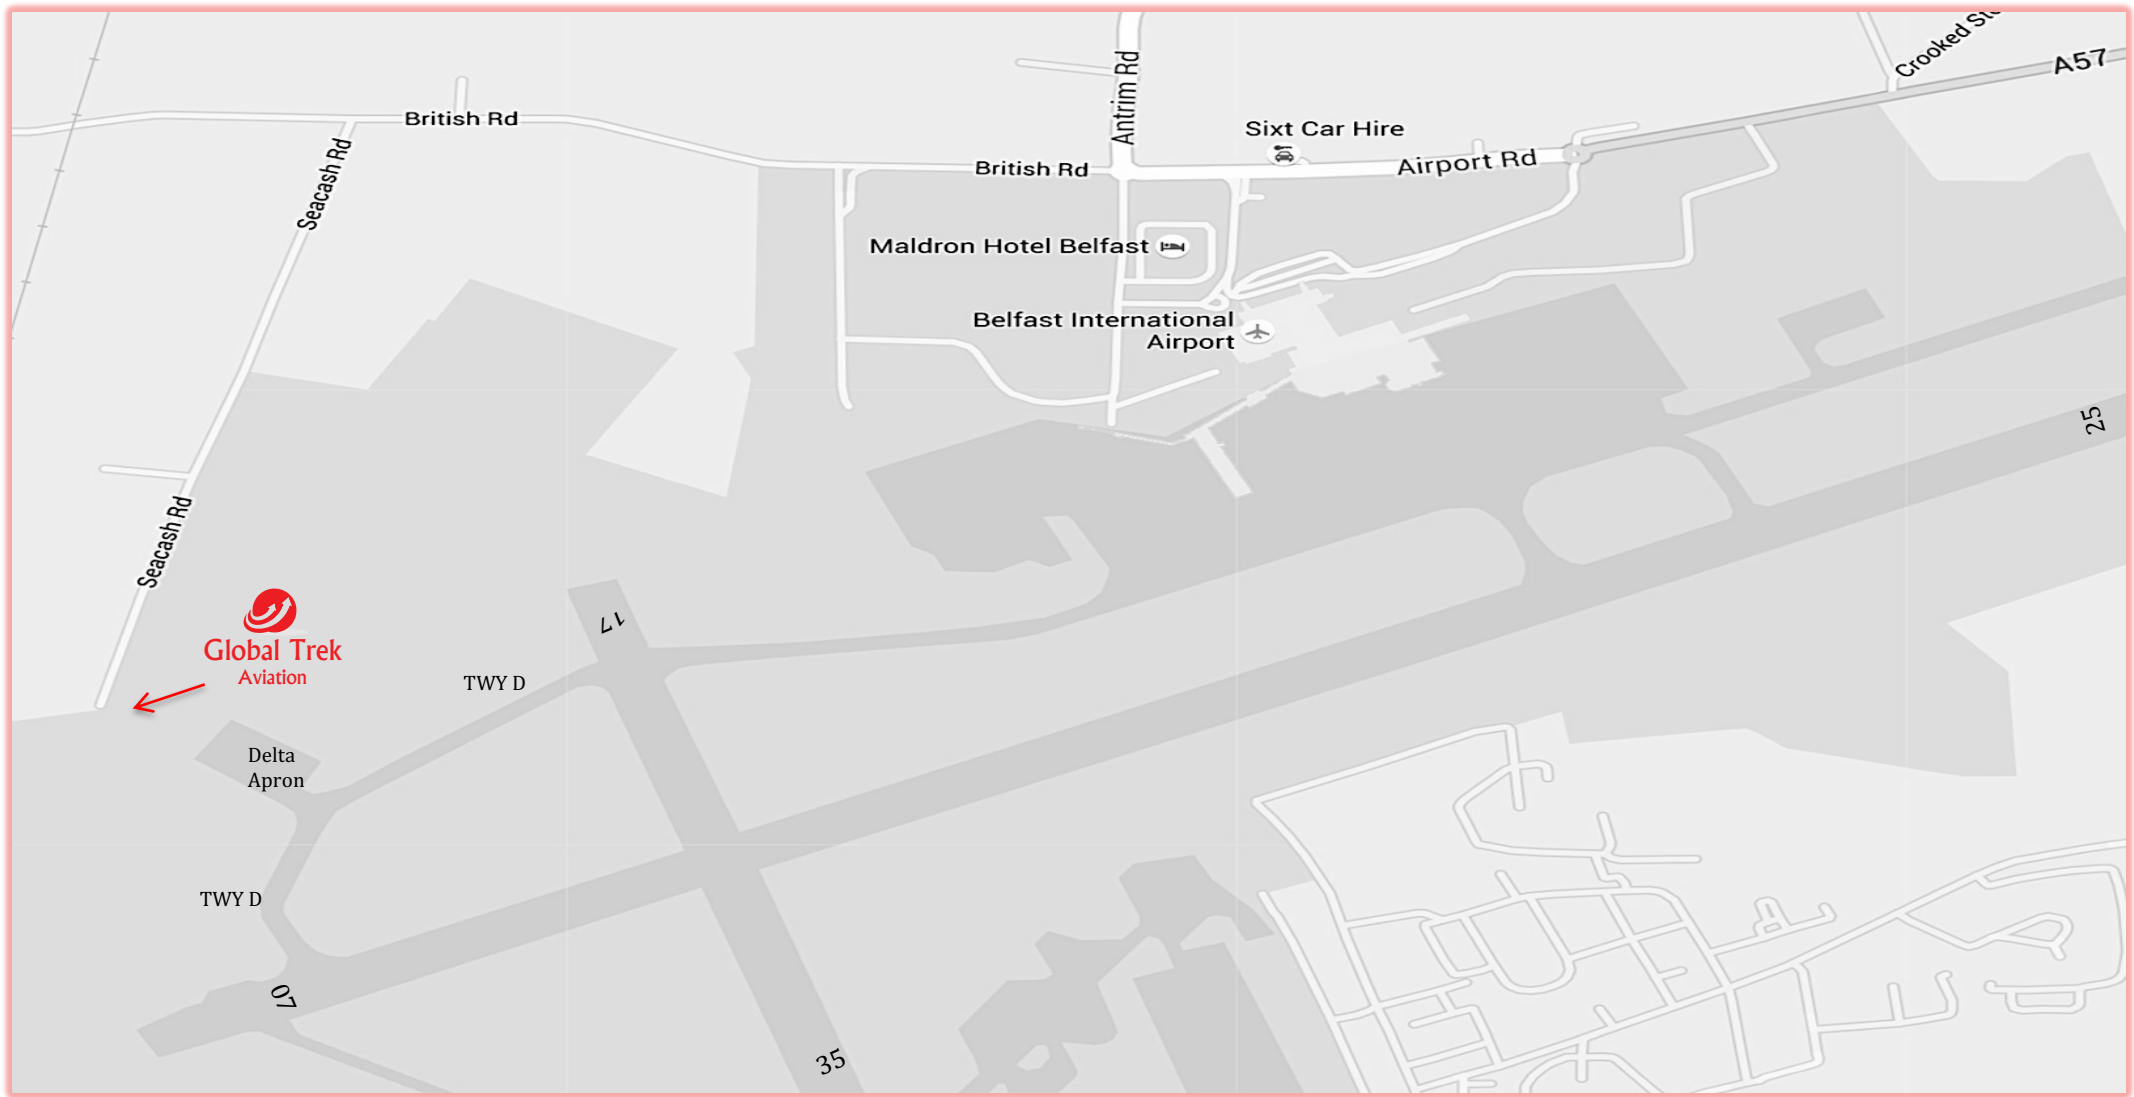 Crooked Sto
A57
Antrim Rd
British Rd
Sixt Car Hire
Seacash Rd
British Rd
Airport Rd
Maldron Hotel Belfast
Belfast International
Airport
25
Seacash Rd
17
Global Trek
Aviation
TWY D
Delta
Apron
TWY D
07
35